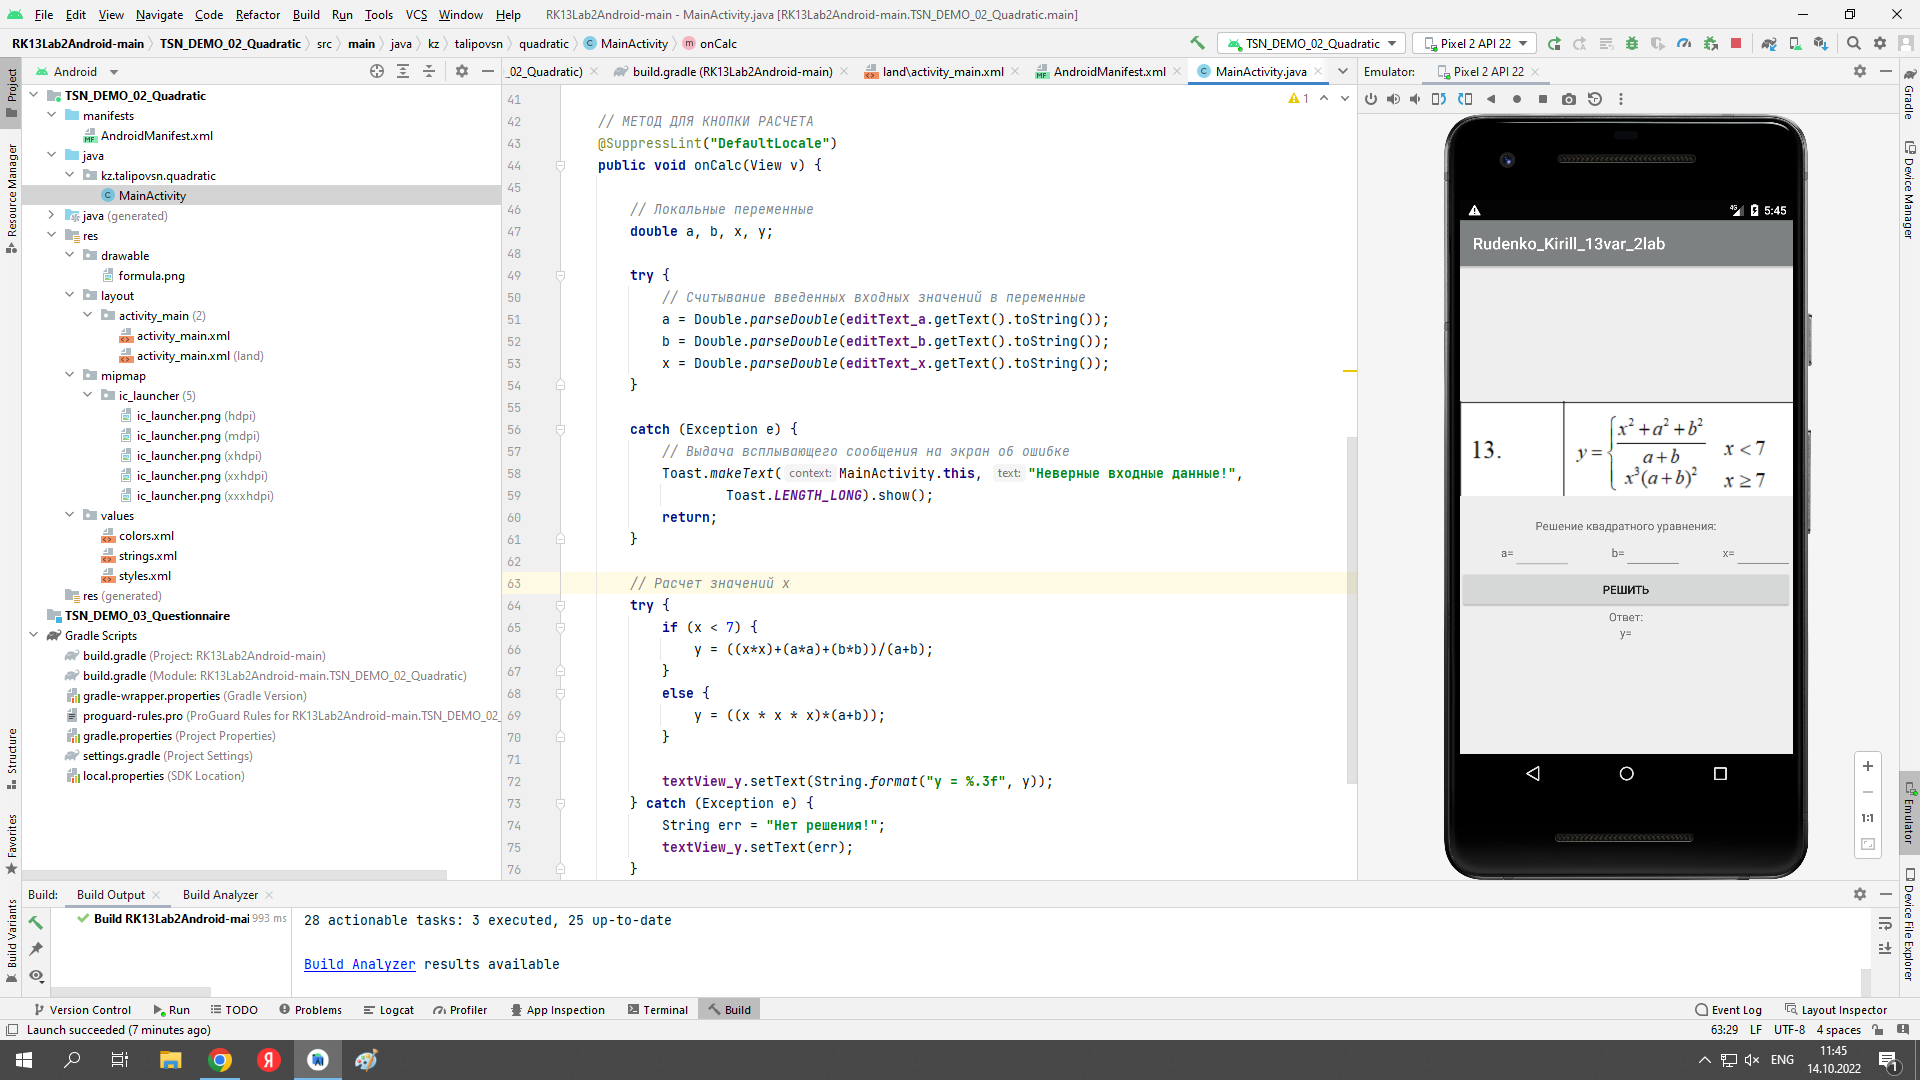 File Edit View Navigate Code Refactor Build Run Tools VCS Window Help RK13Lab2Android-main - MainActivity.java [RK13Lab2Android-main.TSN_DEMO_02_Quadratic.main]
RK13Lab2Android-main TSN_DEMO_02_Quadratic src main java kz talipovsn quadratic MainActivity onCalc TSN_DEMO_02_Quadratic Pixel 2 API 22
Android _02_Quadratic) build.gradle (RK13Lab2Android-main) land\activity_main.xml AndroidManifest.xml MainActivity.java Emulator: Pixel 2 API 22
Project
Resource Manager
Structure
Favorites
Build Variants
TSN_DEMO_02_Quadratic
manifests
AndroidManifest.xml
java
kz.talipovsn.quadratic
MainActivity
java (generated)
res
drawable
formula.png
layout
activity_main (2)
activity_main.xml
activity_main.xml (land)
mipmap
ic_launcher (5)
ic_launcher.png (hdpi)
ic_launcher.png (mdpi)
ic_launcher.png (xhdpi)
ic_launcher.png (xxhdpi)
ic_launcher.png (xxxhdpi)
values
colors.xml
strings.xml
styles.xml
res (generated)
TSN_DEMO_03_Questionnaire
Gradle Scripts
build.gradle (Project: RK13Lab2Android-main)
build.gradle (Module: RK13Lab2Android-main.TSN_DEMO_02_Quadratic)
gradle-wrapper.properties (Gradle Version)
proguard-rules.pro (ProGuard Rules for RK13Lab2Android-main.TSN_DEMO_02_
gradle.properties (Project Properties)
settings.gradle (Project Settings)
local.properties (SDK Location)
1
41
42 // МЕТОД ДЛЯ КНОПКИ РАСЧЕТА
43 @SuppressLint("DefaultLocale")
44 public void onCalc(View v) {
45
46 // Локальные переменные
47 double a, b, x, y;
48
49 try {
50 // Считывание введенных входных значений в переменные
51 a = Double.parseDouble(editText_a.getText().toString());
52 b = Double.parseDouble(editText_b.getText().toString());
53 x = Double.parseDouble(editText_x.getText().toString());
54 }
55
56 catch (Exception e) {
57 // Выдача всплывающего сообщения на экран об ошибке
58 Toast.makeText( context: MainActivity.this, text: "Неверные входные данные!",
59 Toast.LENGTH_LONG).show();
60 return;
61 }
62
63 // Расчет значений x
64 try {
65 if (x < 7) {
66 y = ((x*x)+(a*a)+(b*b))/(a+b);
67 }
68 else {
69 y = ((x * x * x)*(a+b));
70 }
71
72 textView_y.setText(String.format("y = %.3f", y));
73 } catch (Exception e) {
74 String err = "Нет решения!";
75 textView_y.setText(err);
76 }
4G 5:45
Rudenko_Kirill_13var_2lab
13. y = { x² + a² + b² / a + b x < 7
x³(a + b)² x ≥ 7
Решение квадратного уравнения:
a= b= x=
РЕШИТЬ
Ответ:
y=
1:1
Gradle
Device Manager
Emulator
Device File Explorer
Build: Build Output Build Analyzer
Build RK13Lab2Android-mai 993 ms
28 actionable tasks: 3 executed, 25 up-to-date
Build Analyzer results available
Version Control Run TODO Problems Logcat Profiler App Inspection Terminal Build Event Log Layout Inspector
Launch succeeded (7 minutes ago) 63:29 LF UTF-8 4 spaces
Я ENG 11:45
14.10.2022 1